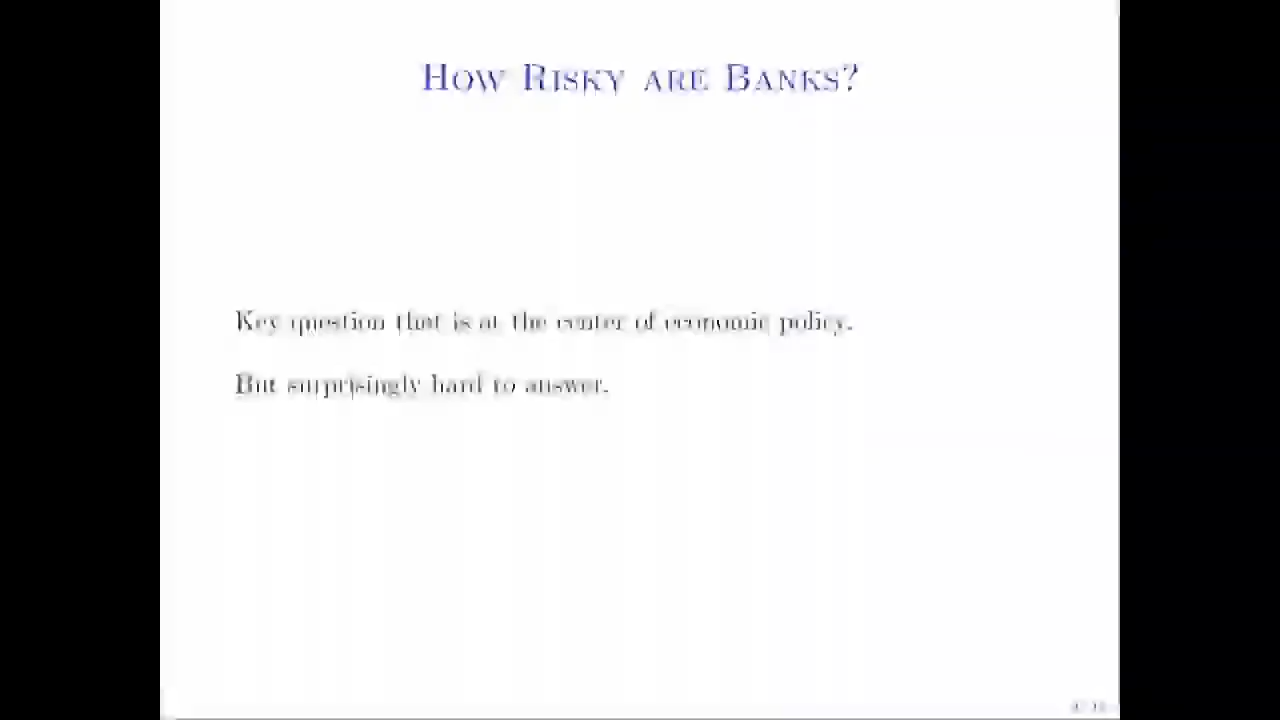 How Risky are Banks?
Key question that is at the center of economic policy.
But surprisingly hard to answer.